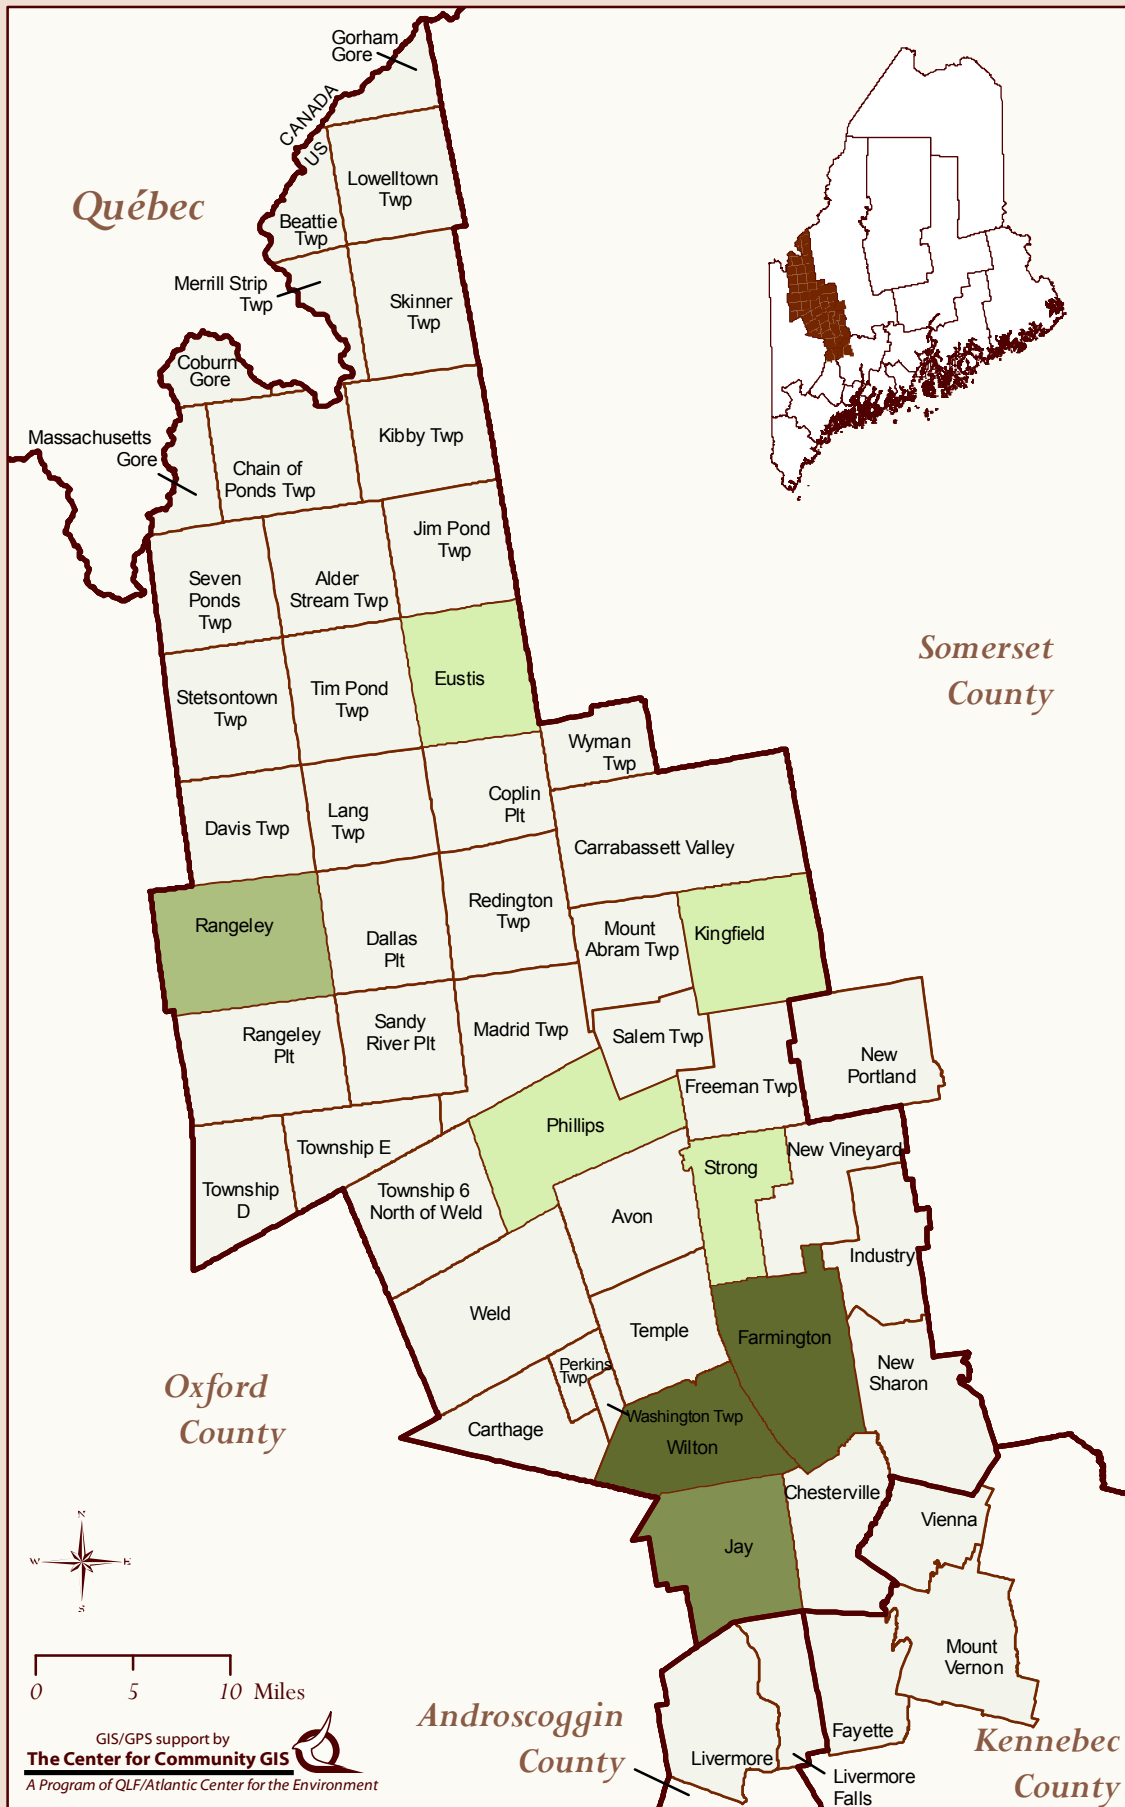 Gorham
Gore
CANADA
US
Lowelltown
Twp
Québec
Beattie
Twp
Merrill Strip
Twp
Skinner
Twp
Coburn
Gore
Massachusetts
Gore
Kibby Twp
Chain of
Ponds Twp
Jim Pond
Twp
Seven
Ponds
Twp
Alder
Stream Twp
Somerset
County
Eustis
Stetsontown
Twp
Tim Pond
Twp
Wyman
Twp
Coplin
Plt
Davis Twp
Lang
Twp
Carrabassett Valley
Redington
Twp
Rangeley
Dallas
Plt
Mount
Abram Twp
Kingfield
Rangeley
Plt
Sandy
River Plt
Madrid Twp
Salem Twp
New
Portland
Freeman Twp
Phillips
Township E
New Vineyard
Strong
Township
D
Township 6
North of Weld
Avon
Industry
Weld
Temple
Farmington
Perkins
Twp
New
Sharon
Oxford
County
Carthage
Washington Twp
Wilton
Chesterville
Vienna
Jay
N
W
E
S
Mount
Vernon
0 5 10 Miles
Androscoggin
County
Fayette
Kennebec
County
Livermore
Livermore
Falls
GIS/GPS support by
The Center for Community GIS
A Program of QLF/Atlantic Center for the Environment